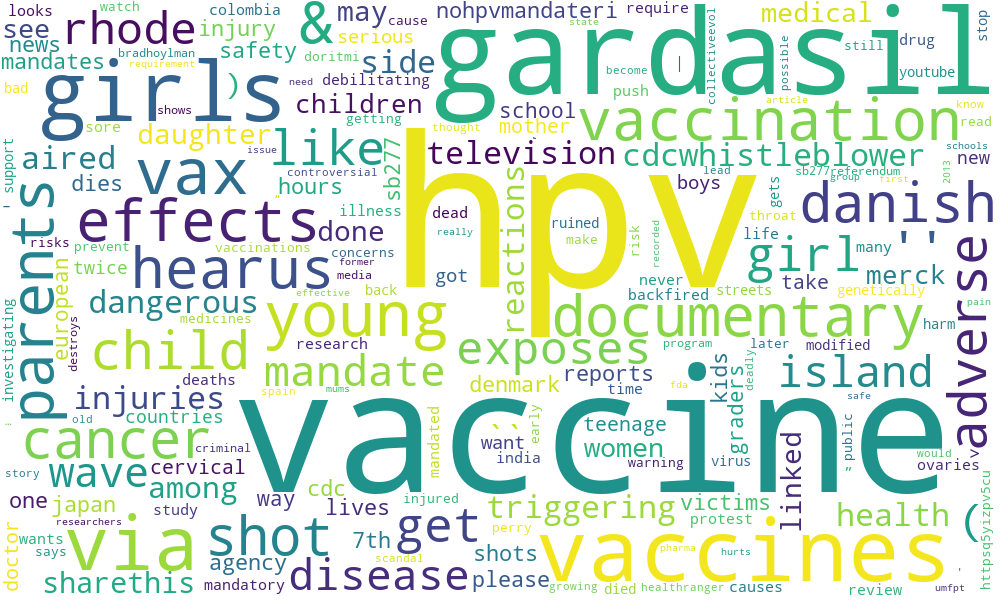 looks watch colombia & may cause nohpvmandateri require medical stop
see rhode injury serious gardasil state drug
news bradhoylman safety doritmi side collectiveevol | possible still
mandates requirement debilitating become youtube
bad girls ) need shows children getting push school article know
sore issue thought mother vaccination read
support daughter like sb277 television cdcwhistleblower schools
aired vax controversial hpv lead sb277referendum new
dies hours reactions boys group first 2013
parents effects illness dead really ruined make risk recorded kids throat gets danish
risks prevent vaccinations done concerns former media life girl many ''
european twice hearus got never back streets take merck adverse
destroys dangerous effective young backfired genetically
investigating medicines documentary harm pain
child research exposes program later modified
deaths mandate denmark reports deadly island
injuries spain mums time fda graders safe
old countries vaccine `` early teenage
cancer criminal mandated want women public would
story wave cervical india warning virus ovaries
among cdc injured victims linked
one japan study way lives triggering protest health (
researchers perry
doctor wants says via shot 7th get vaccines pharma hurts httpsq5yizpv5cu
agency scandal shots
sharethis mandatory disease please growing died healthranger causes review umfpt